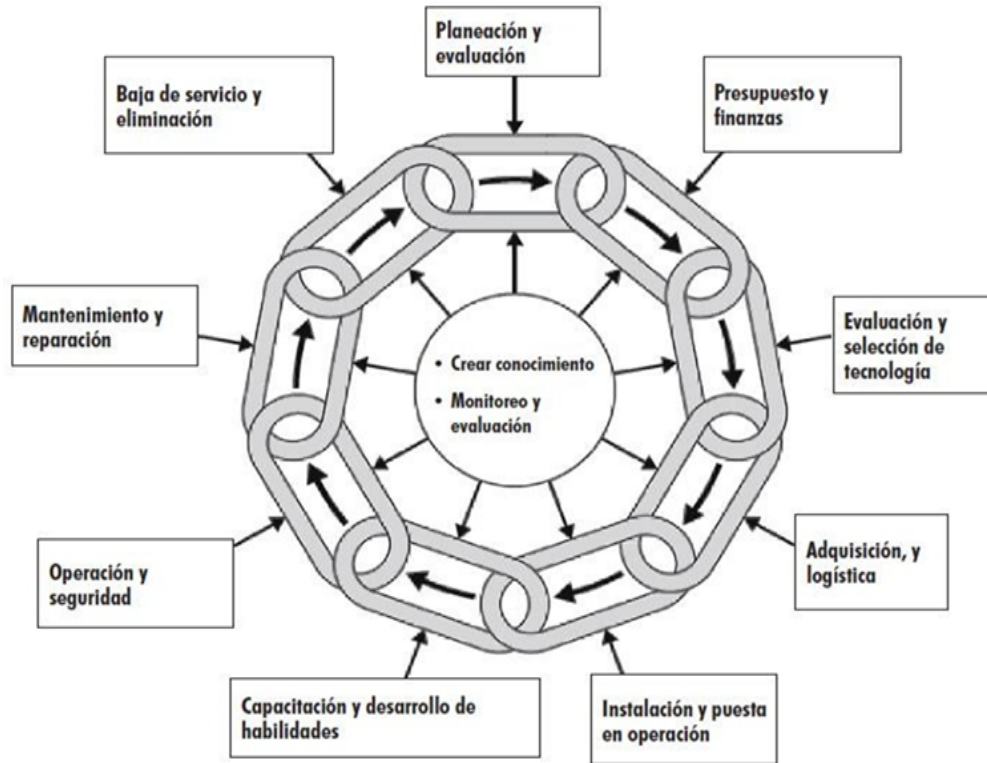 Planeación y
evaluación
Presupuesto y
finanzas
Evaluación y
selección de
tecnología
Adquisición, y
logística
Instalación y puesta
en operación
Capacitación y desarrollo de
habilidades
Operación y
seguridad
Mantenimiento y
reparación
Baja de servicio y
eliminación
• Crear conocimiento
• Monitoreo y
evaluación